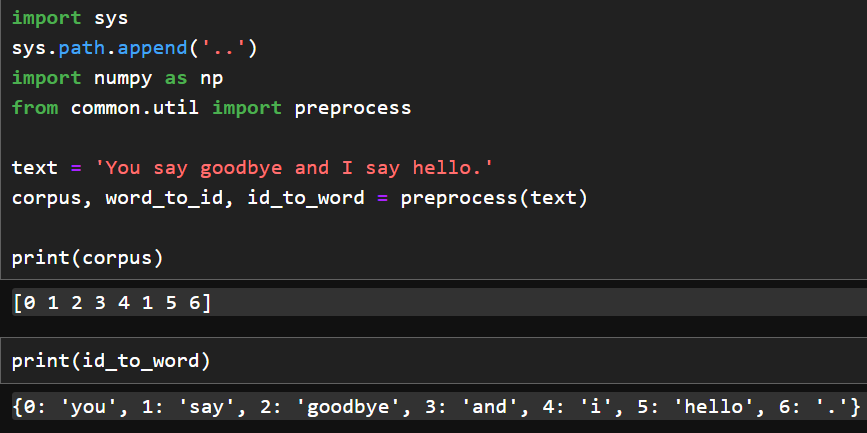 import sys
sys.path.append('..')
import numpy as np
from common.util import preprocess
text = 'You say goodbye and I say hello.'
corpus, word_to_id, id_to_word = preprocess(text)
print(corpus)
[0 1 2 3 4 1 5 6]
print(id_to_word)
{0: 'you', 1: 'say', 2: 'goodbye', 3: 'and', 4: 'i', 5: 'hello', 6: '.'}